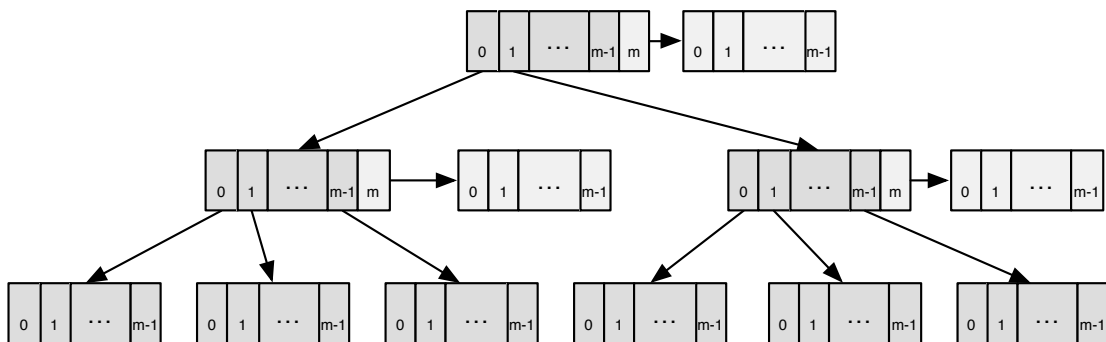 0 1 ... m-1 m 0 1 ... m-1
0 1 ... m-1 m 0 1 ... m-1 0 1 ... m-1 m 0 1 ... m-1
0 1 ... m-1 0 1 ... m-1 0 1 ... m-1 0 1 ... m-1 0 1 ... m-1 0 1 ... m-1